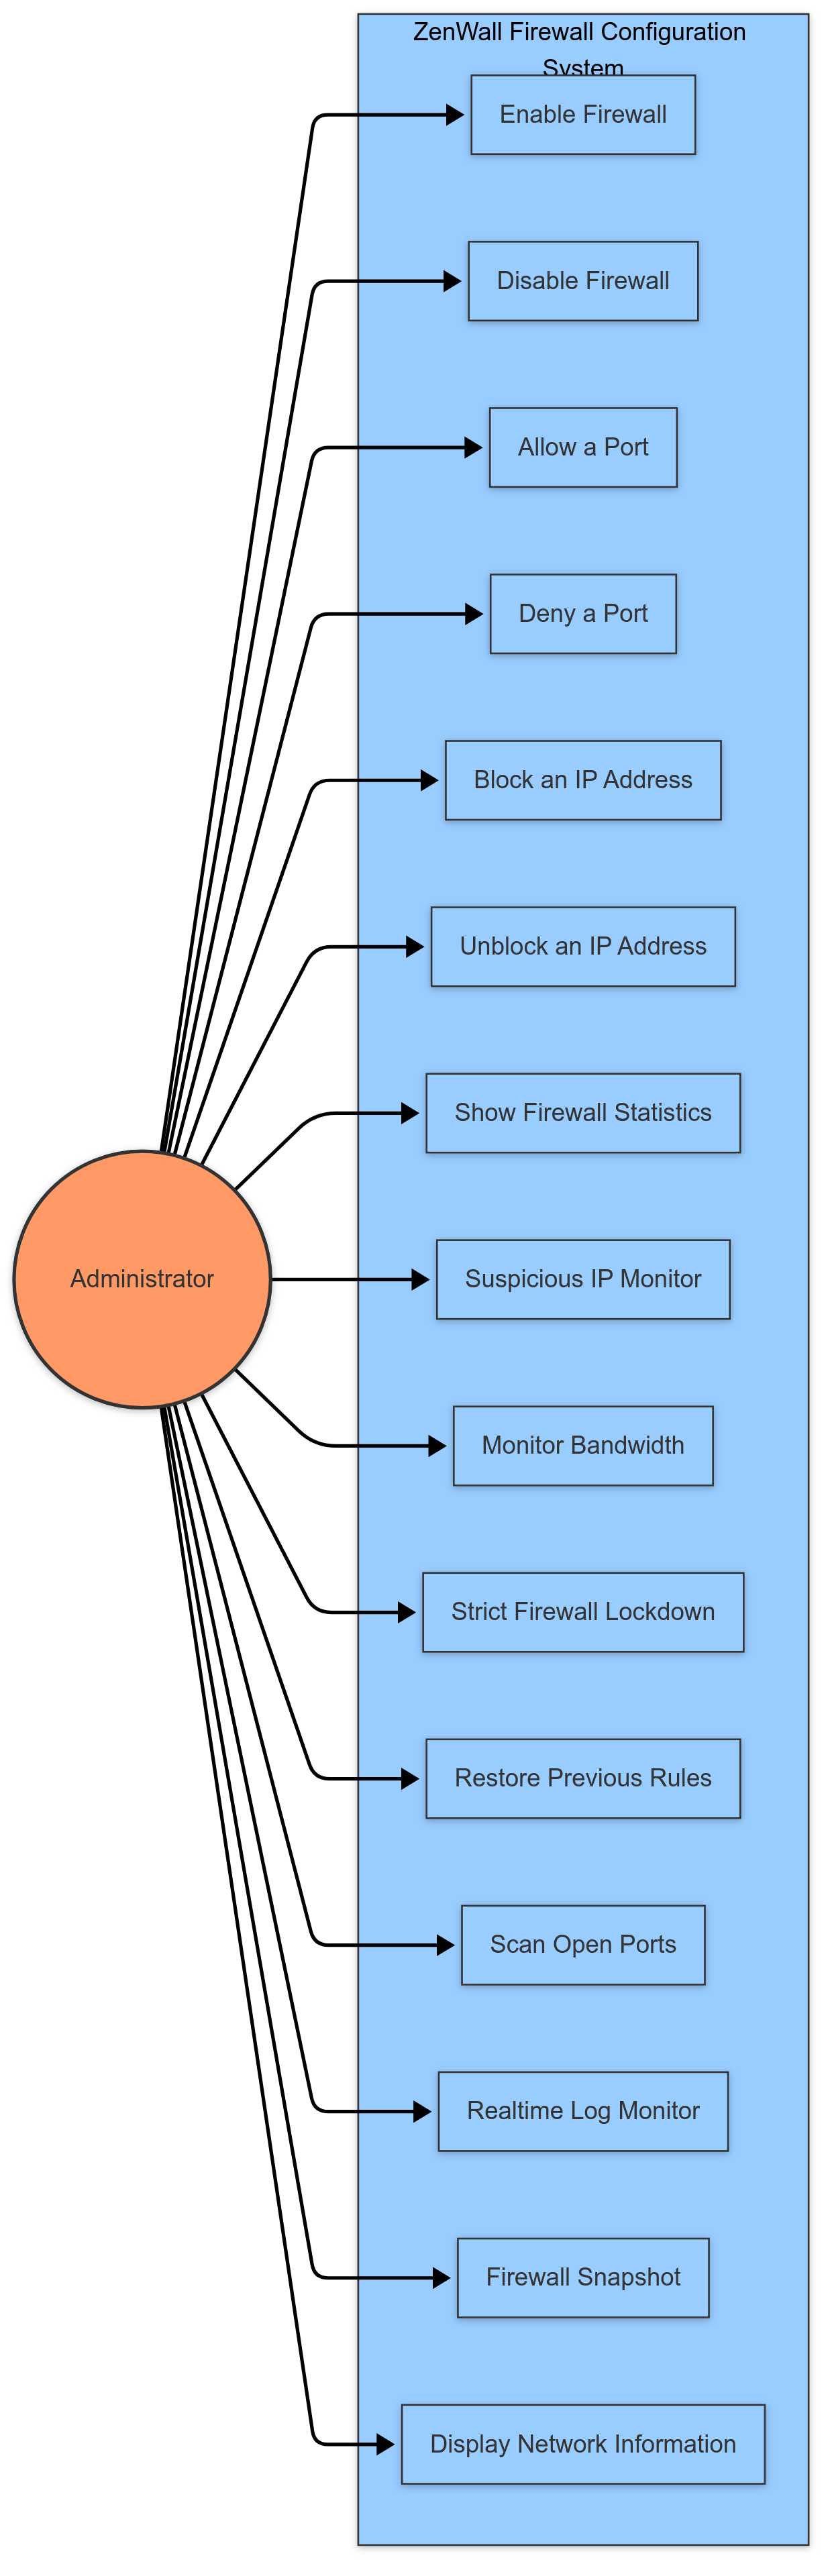 ZenWall Firewall Configuration
System
Enable Firewall
Disable Firewall
Allow a Port
Deny a Port
Block an IP Address
Unblock an IP Address
Show Firewall Statistics
Administrator
Suspicious IP Monitor
Monitor Bandwidth
Strict Firewall Lockdown
Restore Previous Rules
Scan Open Ports
Realtime Log Monitor
Firewall Snapshot
Display Network Information